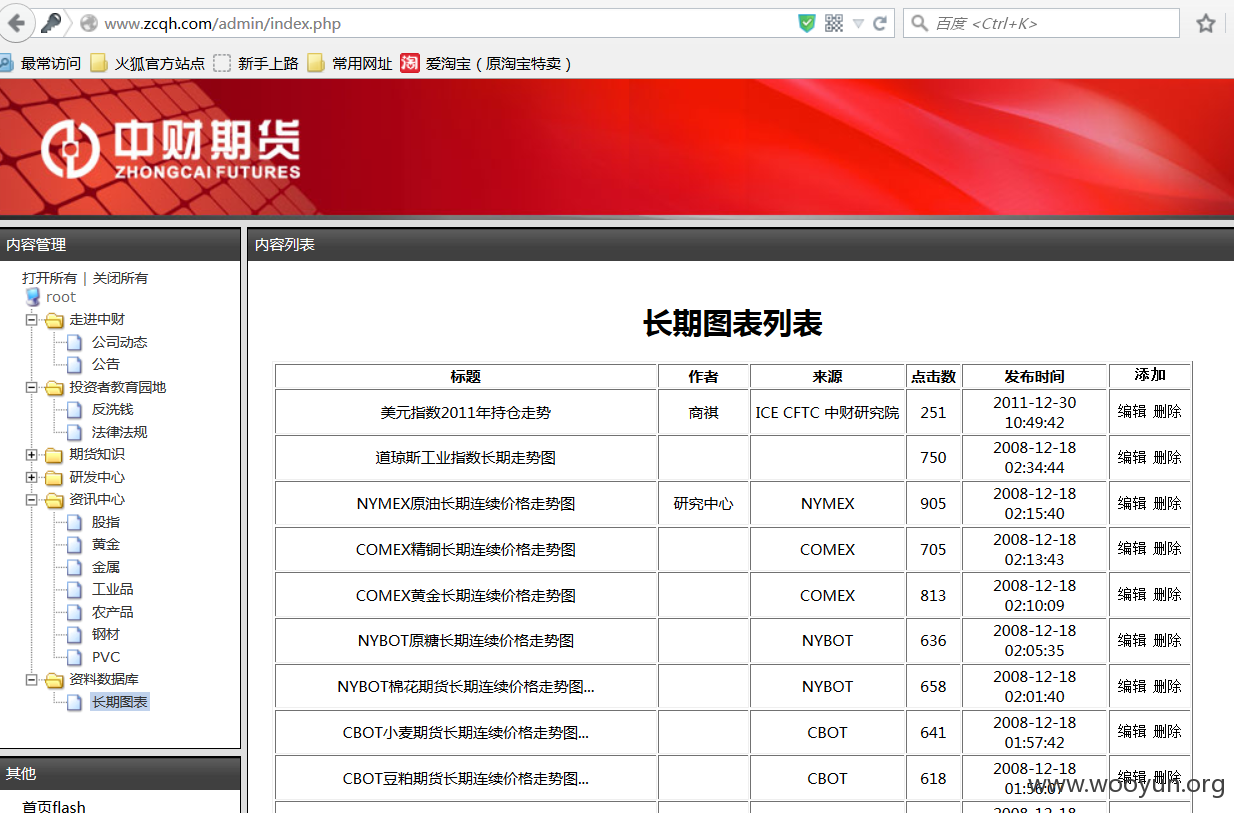 www.zcqh.com/admin/index.php
百度 <Ctrl+K>
最常访问 火狐官方站点 新手上路 常用网址 淘 爱淘宝（原淘宝特卖）
中财期货
ZHONGCAI FUTURES
内容管理
打开所有 | 关闭所有
root
走进中财
公司动态
公告
投资者教育园地
反洗钱
法律法规
期货知识
研发中心
资讯中心
股指
黄金
金属
工业品
农产品
钢材
PVC
资料数据库
长期图表
其他
首页flash
内容列表
长期图表列表
标题 作者 来源 点击数 发布时间 添加
美元指数2011年持仓走势 商祺 ICE CFTC 中财研究院 251 2011-12-30 10:49:42 编辑 删除
道琼斯工业指数长期走势图 750 2008-12-18 02:34:44 编辑 删除
NYMEX原油长期连续价格走势图 研究中心 NYMEX 905 2008-12-18 02:15:40 编辑 删除
COMEX精铜长期连续价格走势图 COMEX 705 2008-12-18 02:13:43 编辑 删除
COMEX黄金长期连续价格走势图 COMEX 813 2008-12-18 02:10:09 编辑 删除
NYBOT原糖长期连续价格走势图 NYBOT 636 2008-12-18 02:05:35 编辑 删除
NYBOT棉花期货长期连续价格走势图... NYBOT 658 2008-12-18 02:01:40 编辑 删除
CBOT小麦期货长期连续价格走势图... CBOT 641 2008-12-18 01:57:42 编辑 删除
CBOT豆粕期货长期连续价格走势图... CBOT 618 2008-12-18 01:56:07 编辑 删除
www.wooyun.org